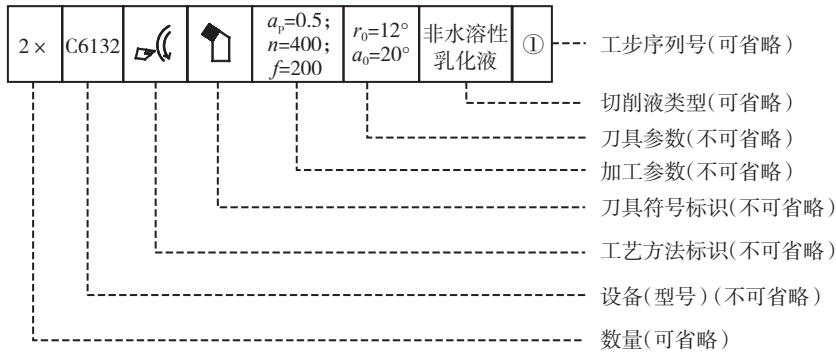 2×
C6132
aₚ=0.5；
n=400；
f=200
r₀=12°
a₀=20°
非水溶性
乳化液
①
工步序列号(可省略)
切削液类型(可省略)
刀具参数(不可省略)
加工参数(不可省略)
刀具符号标识(不可省略)
工艺方法标识(不可省略)
设备(型号)(不可省略)
数量(可省略)